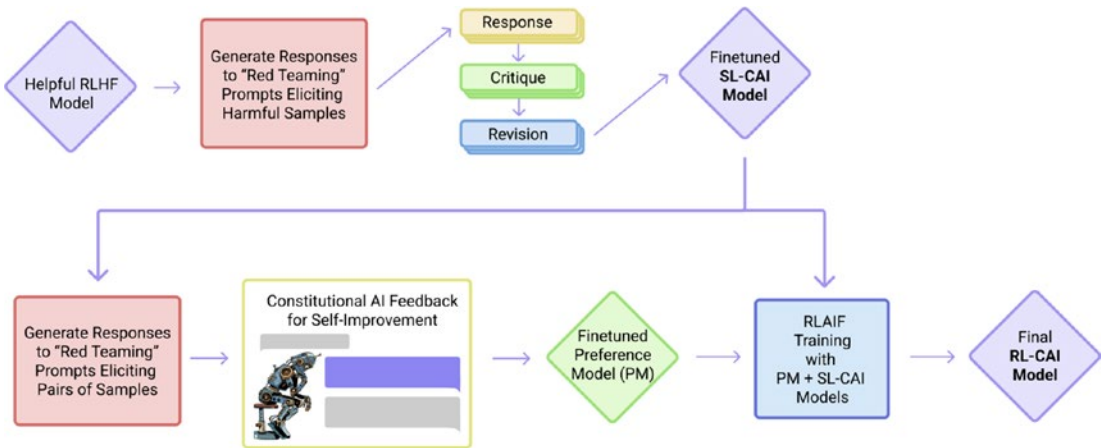 Helpful RLHF
Model
Generate Responses
to “Red Teaming”
Prompts Eliciting
Harmful Samples
Response
Critique
Revision
Finetuned
SL-CAI
Model
Generate Responses
to “Red Teaming”
Prompts Eliciting
Pairs of Samples
Constitutional AI Feedback
for Self-Improvement
Finetuned
Preference
Model (PM)
RLAIF
Training
with
PM + SL-CAI
Models
Final
RL-CAI
Model